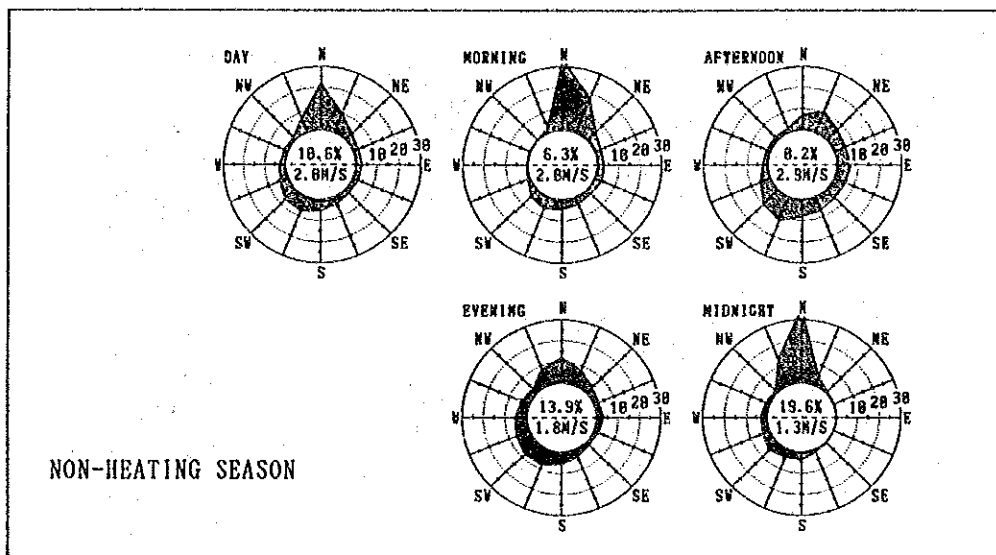 DAY
N
NW
NE
W
10.6%
2.0M/S
10 20 30
E
SW
SE
S
MORNING
N
NW
NE
W
6.3%
2.0M/S
10 20 30
E
SW
SE
S
AFTERNOON
N
NW
NE
W
8.2%
2.9M/S
10 20 30
E
SW
SE
S
EVENING
N
NW
NE
W
13.9%
1.8M/S
10 20 30
E
SW
SE
S
MIDNIGHT
N
NW
NE
W
19.6%
1.3M/S
10 20 30
E
SW
SE
S
NON-HEATING SEASON